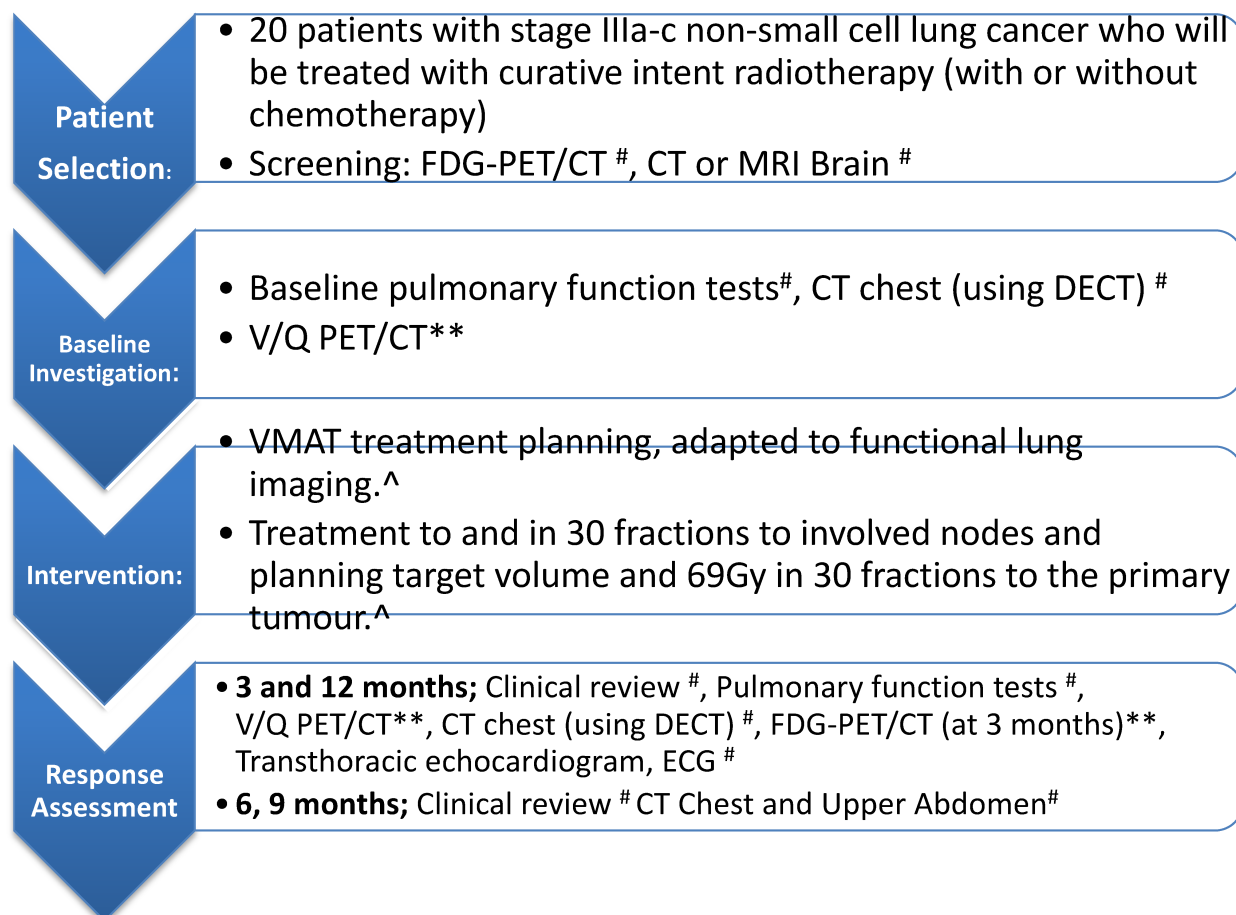 Patient
Selection:
• 20 patients with stage IIIa-c non-small cell lung cancer who will
be treated with curative intent radiotherapy (with or without
chemotherapy)
• Screening: FDG-PET/CT #, CT or MRI Brain #
Baseline
Investigation:
• Baseline pulmonary function tests#, CT chest (using DECT) #
• V/Q PET/CT**
Intervention:
• VMAT treatment planning, adapted to functional lung
imaging.^
• Treatment to and in 30 fractions to involved nodes and
planning target volume and 69Gy in 30 fractions to the primary
tumour.^
Response
Assessment
• 3 and 12 months; Clinical review #, Pulmonary function tests #,
V/Q PET/CT**, CT chest (using DECT) #, FDG-PET/CT (at 3 months)**,
Transthoracic echocardiogram, ECG #
• 6, 9 months; Clinical review # CT Chest and Upper Abdomen#